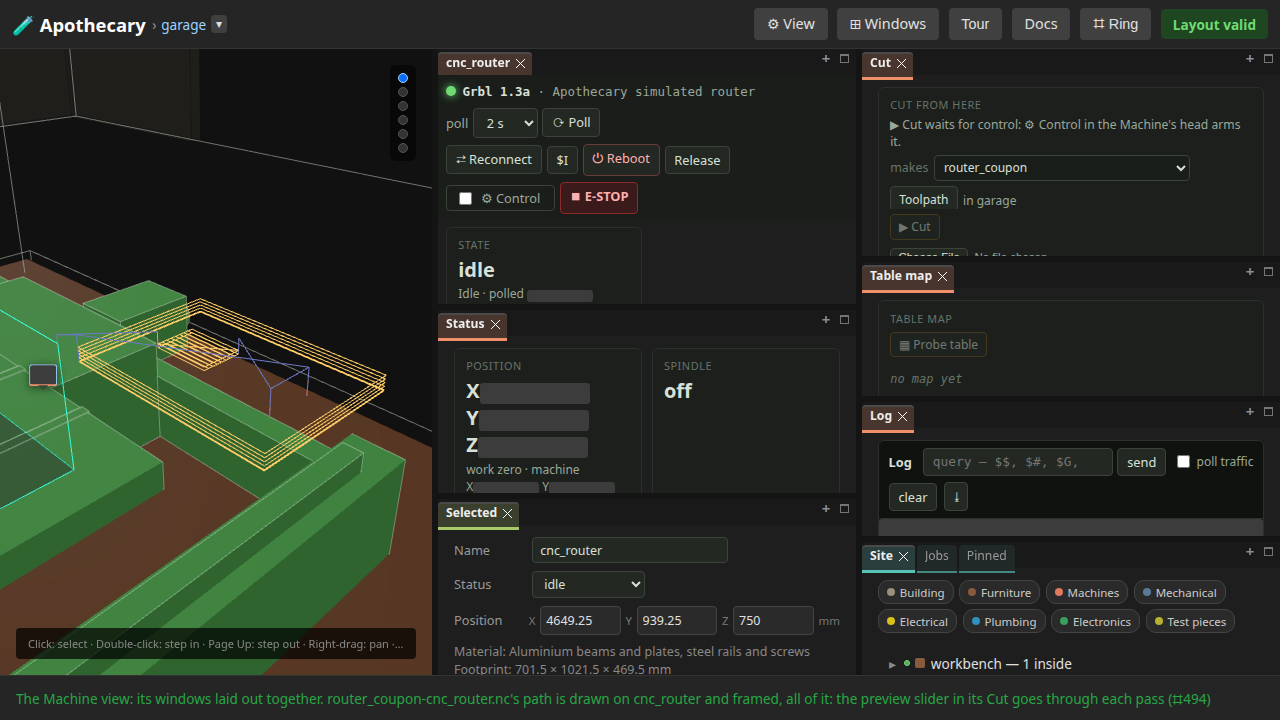 🧪 Apothecary › garage ▾
⚙ View
⊞ Windows
Tour
Docs
⌗ Ring
Layout valid
cnc_router
Grbl 1.3a · Apothecary simulated router
poll 2 s ⟳ Poll
⇄ Reconnect $I ⏻ Reboot Release
⚙ Control ■ E-STOP
STATE
idle
Idle · polled
Status
POSITION
X
Y
Z
work zero · machine
X Y
SPINDLE
off
Selected
Name cnc_router
Status idle
Position X 4649.25 Y 939.25 Z 750 mm
Material: Aluminium beams and plates, steel rails and screws
Footprint: 701.5 × 1021.5 × 469.5 mm
Cut
CUT FROM HERE
▶ Cut waits for control: ⚙ Control in the Machine's head arms
it.
makes router_coupon
Toolpath in garage
▶ Cut
Table map
TABLE MAP
▦ Probe table
no map yet
Log
Log query — $$, $#, $G, send poll traffic
clear ⭳
Site Jobs Pinned
Building Furniture Machines Mechanical
Electrical Plumbing Electronics Test pieces
▸ workbench — 1 inside
Click: select · Double-click: step in · Page Up: step out · Right-drag: pan ·…
The Machine view: its windows laid out together. router_coupon-cnc_router.nc's path is drawn on cnc_router and framed, all of it: the preview slider in its Cut goes through each pass (⌗494)